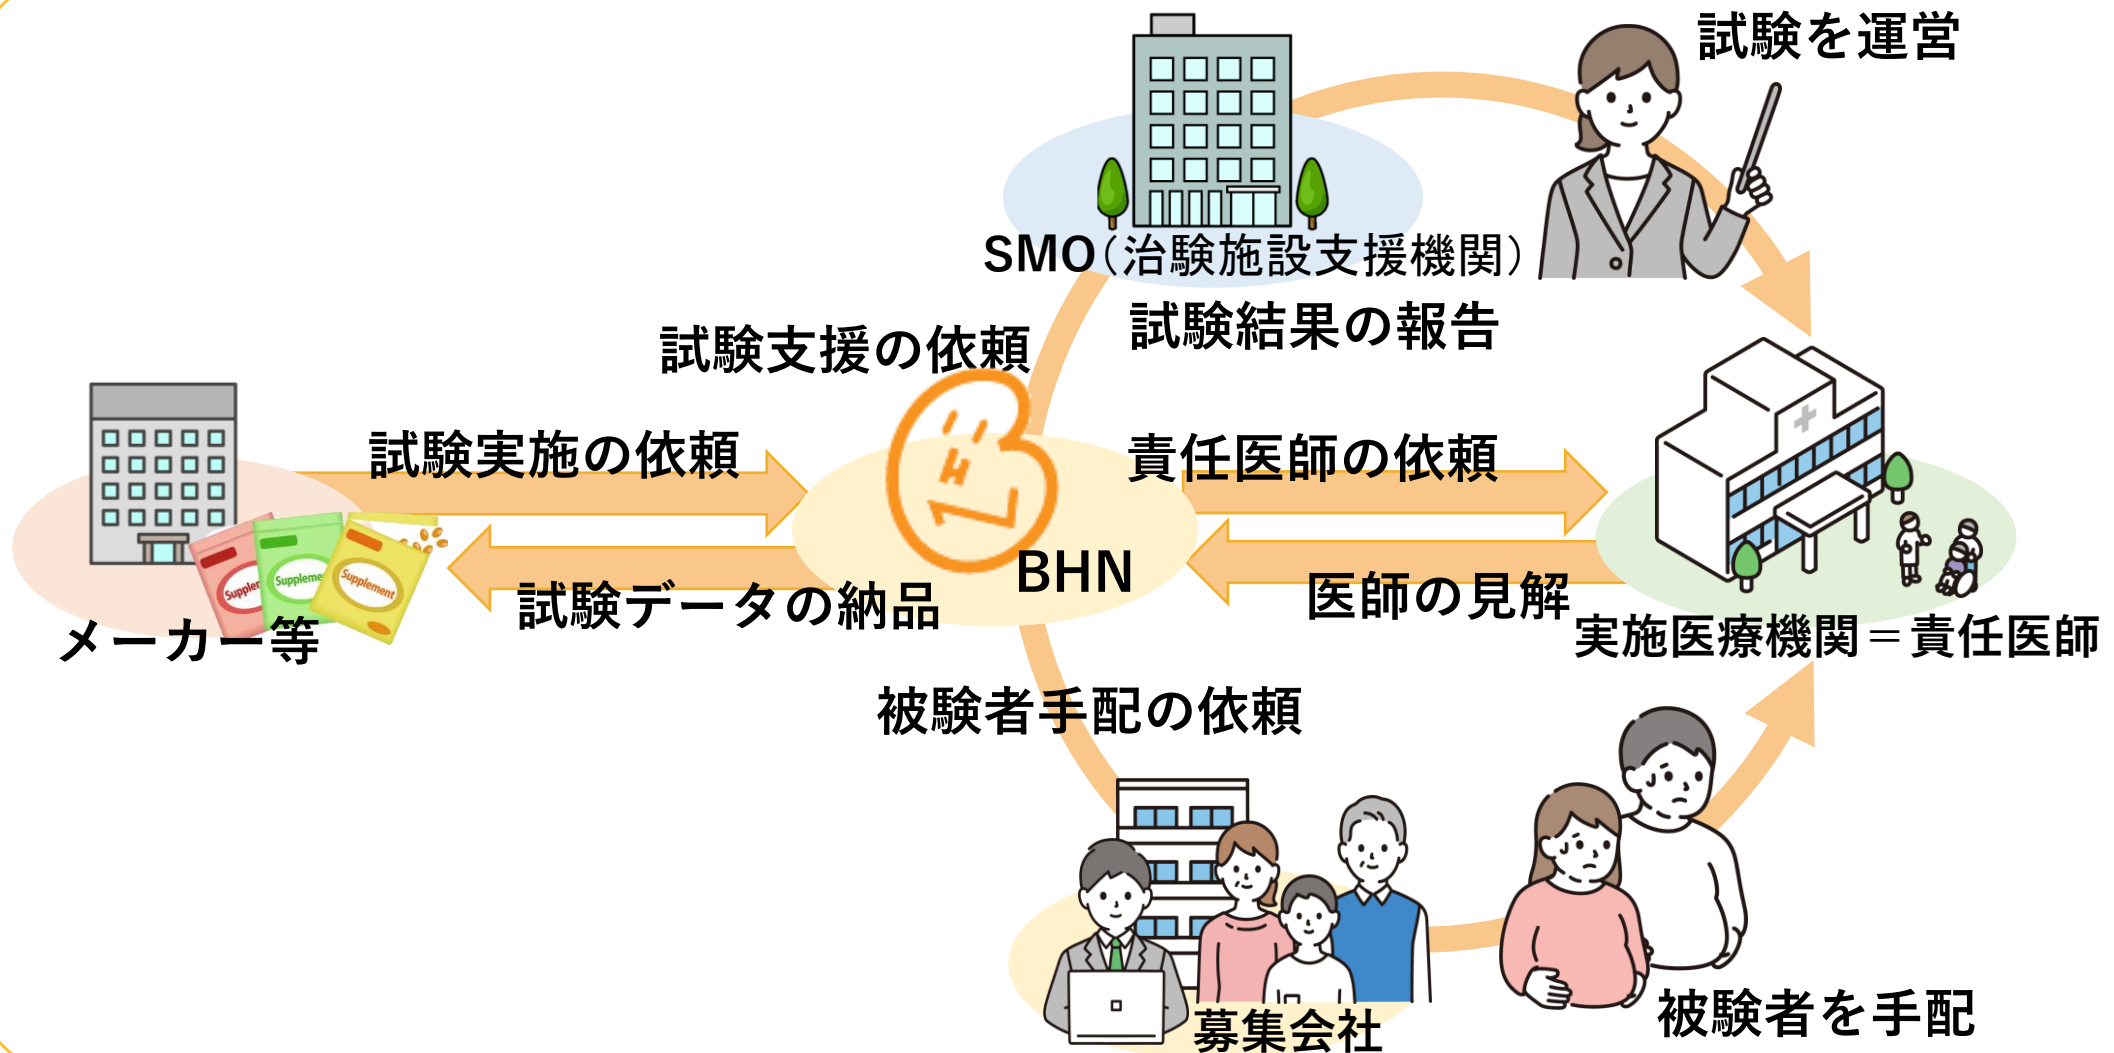 試験を運営
SMO（治験施設支援機関）
試験結果の報告
試験支援の依頼
試験実施の依頼
責任医師の依頼
BHN
試験データの納品
医師の見解
Supplement
Supplement
メーカー等
実施医療機関＝責任医師
被験者手配の依頼
被験者を手配
募集会社